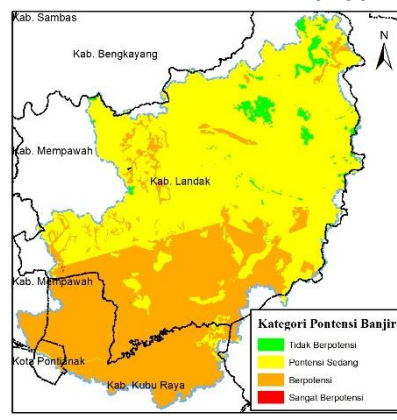 Kab. Sambas
Kab. Bengkayang
N
Kab. Mempawah
Kab. Landak
Kab. Mempawah
Kota Pontianak
Kab. Kubu Raya
Kategori Pontensi Banjir
Tidak Berpotensi
Pontensi Sedang
Berpotensi
Sangat Berpotensi